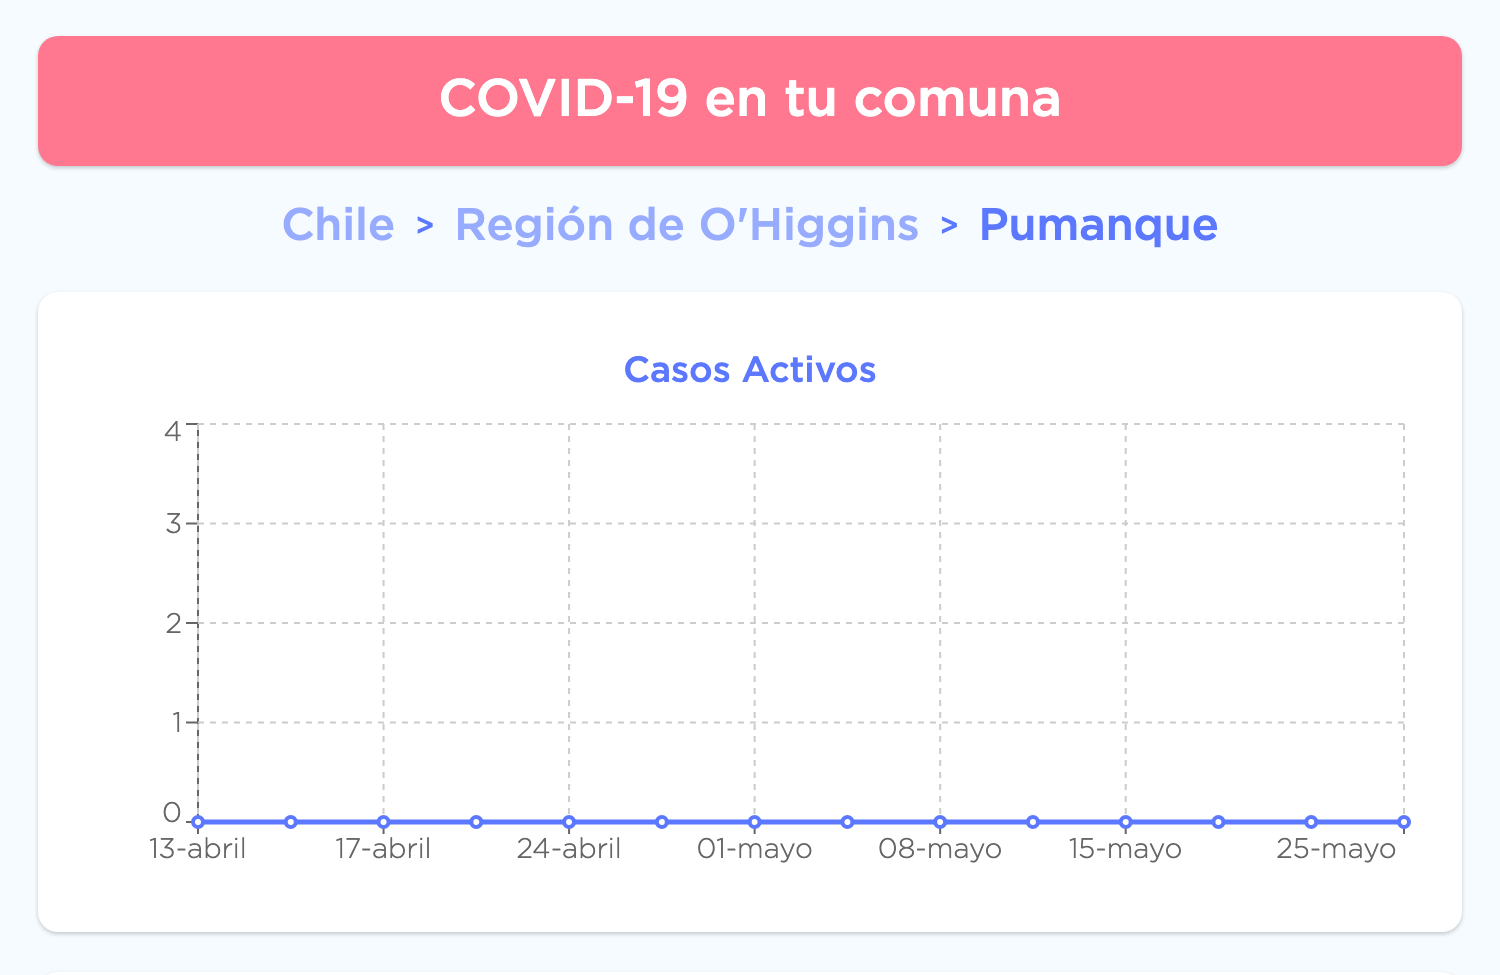 COVID-19 en tu comuna
Chile > Región de O'Higgins > Pumanque
Casos Activos
4
3
2
1
0
13-abril 17-abril 24-abril 01-mayo 08-mayo 15-mayo 25-mayo